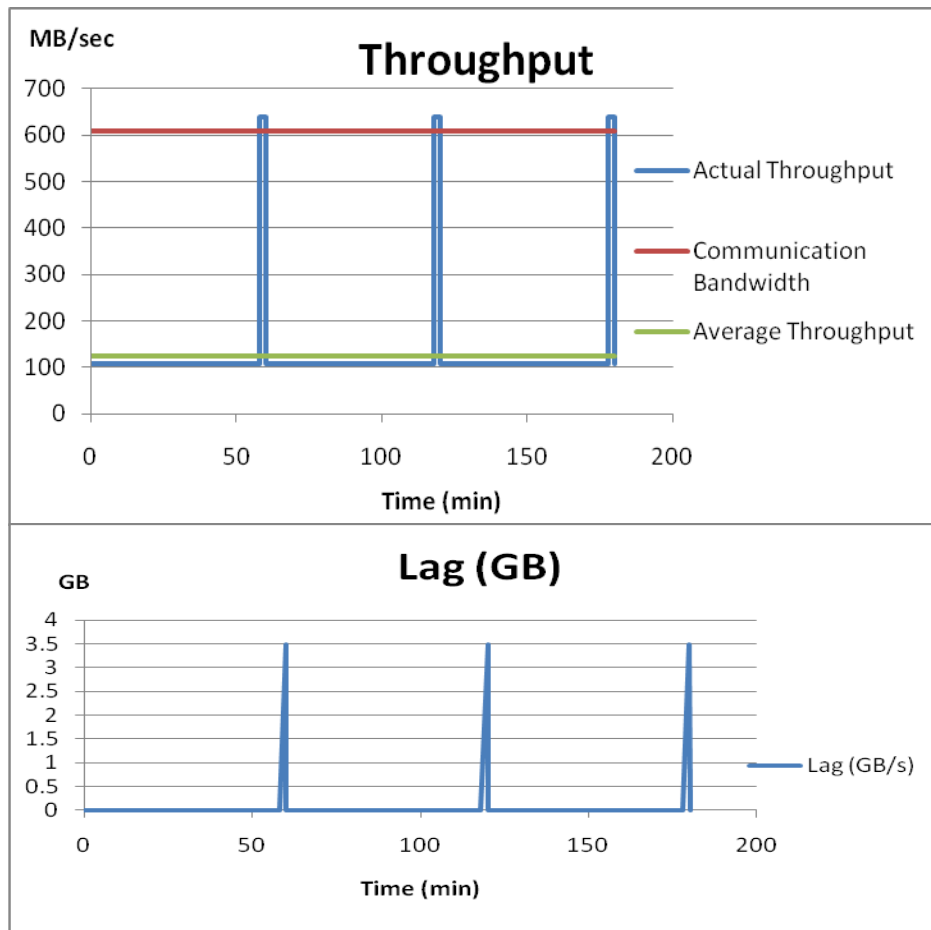 MB/sec
Throughput
700
600
500
400
300
200
100
0
0 50 100 150 200
Time (min)
Actual Throughput
Communication
Bandwidth
Average Throughput
Lag (GB)
GB
4
3.5
3
2.5
2
1.5
1
0.5
0
0 50 100 150 200
Time (min)
Lag (GB/s)